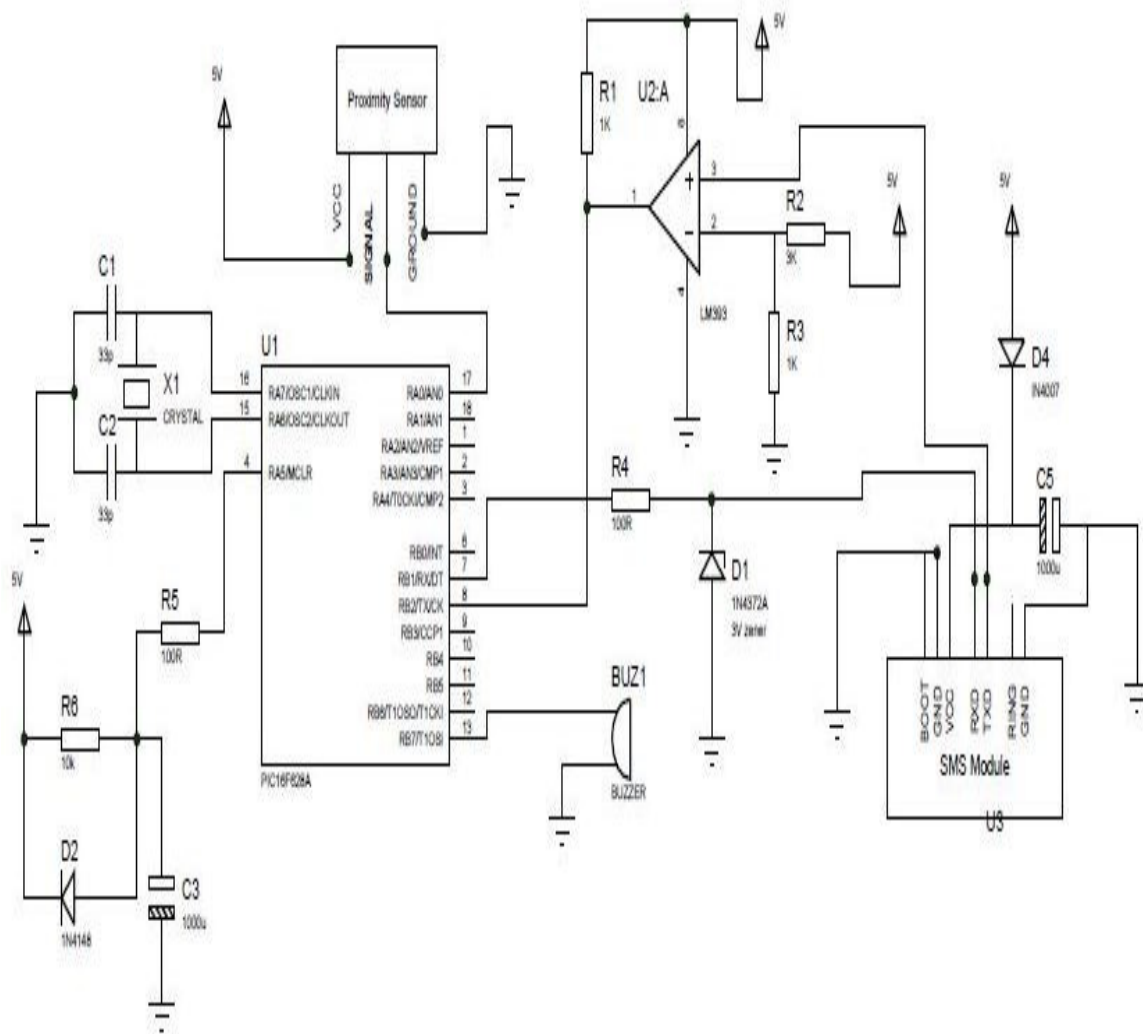 5V
Proximity Sensor
VCC
SIGNAL
GROUND
R1
1K
U2:A
5V
8
3
1
2
4
LM393
R2
3K
5V
R3
1K
5V
D4
IN4007
C1
33p
X1
CRYSTAL
C2
33p
U1
16
RA7/OSC1/CLKIN
15
RA6/OSC2/CLKOUT
4
RA5/MCLR
RA0/AN0
17
RA1/AN1
18
RA2/AN2/VREF
1
RA3/AN3/CMP1
2
RA4/T0CKI/CMP2
3
RB0/INT
6
RB1/RX/DT
7
RB2/TX/CK
8
RB3/CCP1
9
RB4
10
RB5
11
RB6/T1OSO/T1CKI
12
RB7/T1OSI
13
PIC16F628A
R4
100R
D1
1N4372A
3V zener
C5
1000u
5V
R5
100R
R6
10k
D2
1N4148
C3
1000u
BUZ1
BUZZER
BOOT
GND
VCC
RXD
TXD
RING
GND
SMS Module
U3